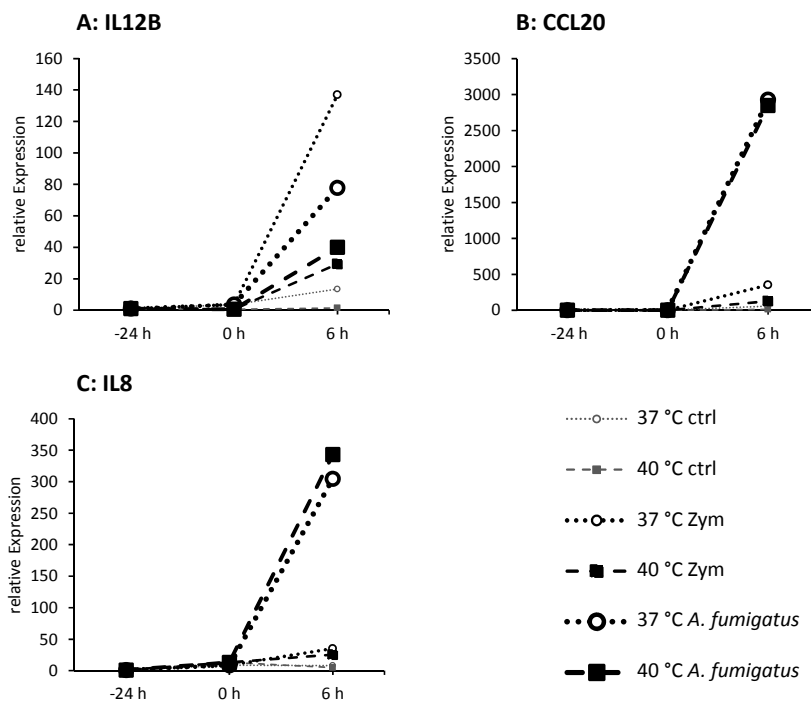 A: IL12B
relative Expression
160
140
120
100
80
60
40
20
0
-24 h
0 h
6 h
B: CCL20
relative Expression
3500
3000
2500
2000
1500
1000
500
0
-24 h
0 h
6 h
C: IL8
relative Expression
400
350
300
250
200
150
100
50
0
-24 h
0 h
6 h
37 °C ctrl
40 °C ctrl
37 °C Zym
40 °C Zym
37 °C A. fumigatus
40 °C A. fumigatus